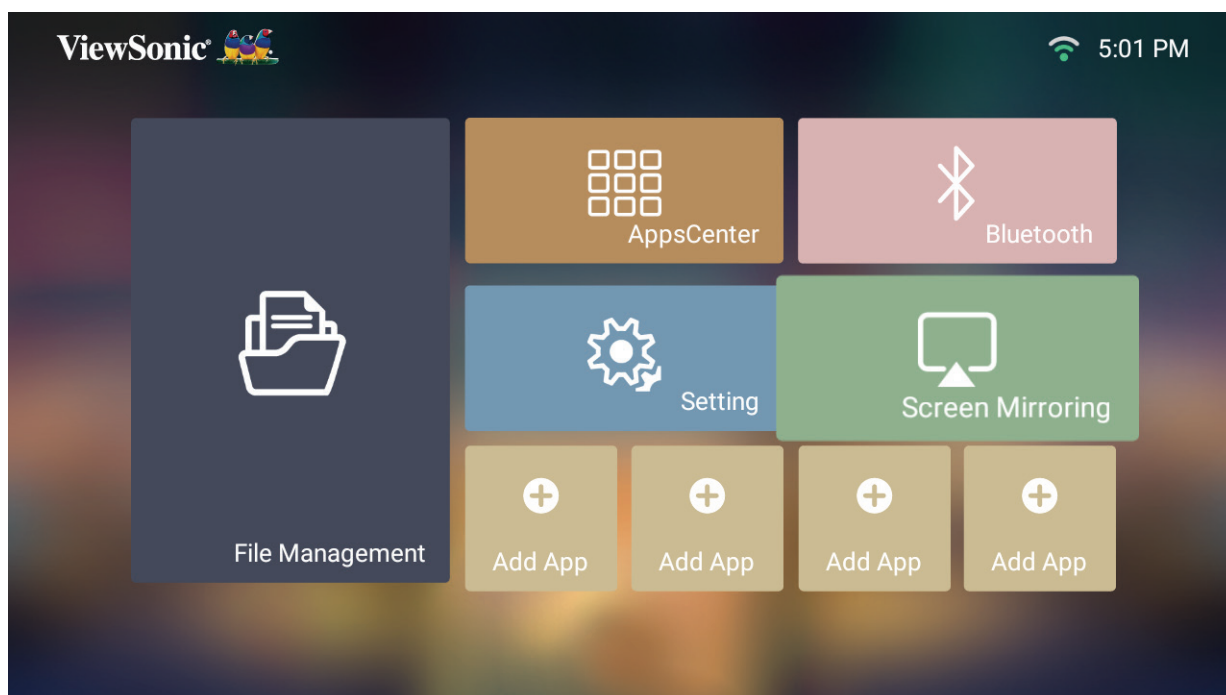 ViewSonic®
5:01 PM
AppsCenter
Bluetooth
Setting
Screen Mirroring
File Management
Add App
Add App
Add App
Add App